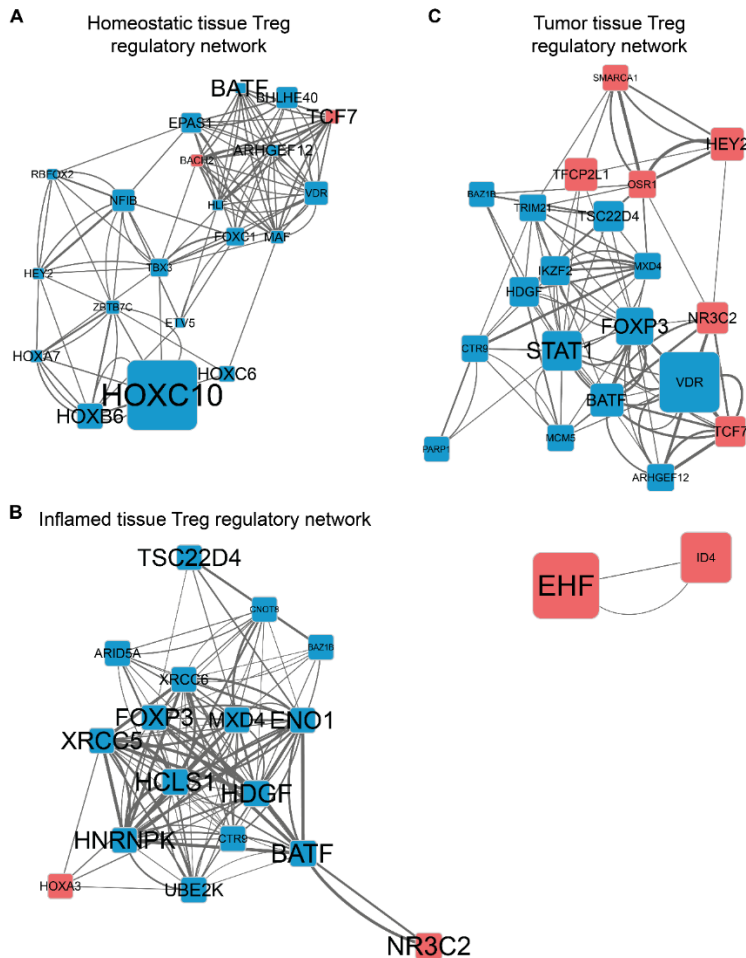 A
Homeostatic tissue Treg
regulatory network
BATF
BHLHE40
TCF7
EPAS1
ARHGEF12
BACH2
RBFOX2
VDR
NFIB
HLF
FOXC1
MAF
TBX3
HEY2
ZBTB7C
ETV5
HOXA7
HOXC6
HOXC10
HOXB6
C
Tumor tissue Treg
regulatory network
SMARCA1
HEY2
TFCP2L1
OSR1
BAZ1B
TRIM21
TSC22D4
IKZF2
MXD4
HDGF
NR3C2
FOXP3
CTR9
STAT1
VDR
BATF
TCF7
MCM5
PARP1
ARHGEF12
EHF
ID4
B
Inflamed tissue Treg regulatory network
TSC22D4
CNOT8
BAZ1B
ARID5A
XRCC6
FOXP3
MXD4
ENO1
XRCC5
HCLS1
HDGF
HNRNPK
CTR9
BATF
HOXA3
UBE2K
NR3C2